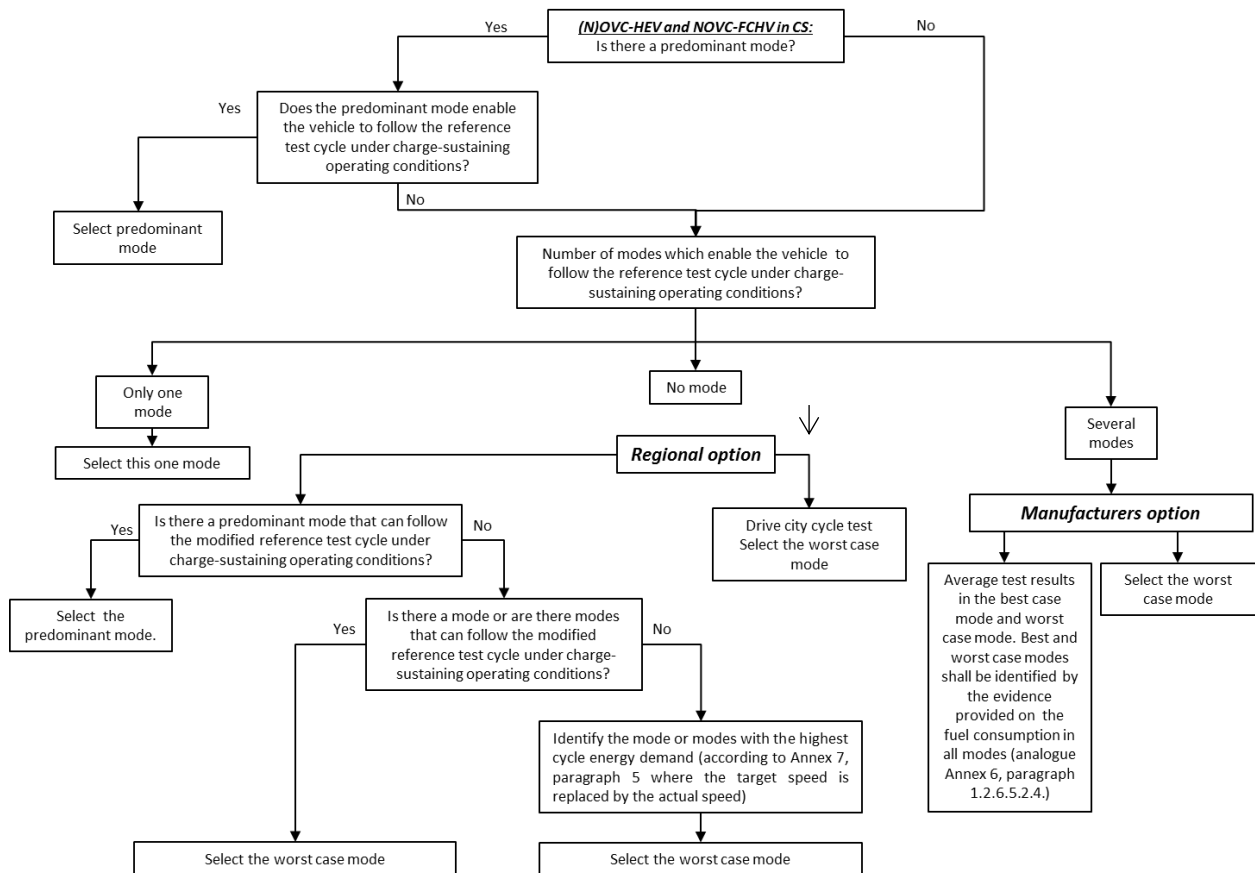 (N)OVC-HEV and NOVC-FCHV in CS:
Is there a predominant mode?
Yes
No
Does the predominant mode enable
the vehicle to follow the reference
test cycle under charge-sustaining
operating conditions?
Yes
No
Select predominant
mode
Number of modes which enable the vehicle to
follow the reference test cycle under charge-
sustaining operating conditions?
Only one
mode
No mode
Several
modes
Select this one mode
Regional option
Manufacturers option
Is there a predominant mode that can follow
the modified reference test cycle under
charge-sustaining operating conditions?
Yes
No
Drive city cycle test
Select the worst case
mode
Average test results
in the best case
mode and worst
case mode. Best and
worst case modes
shall be identified by
the evidence
provided on the
fuel consumption in
all modes (analogue
Annex 6, paragraph
1.2.6.5.2.4.)
Select the worst
case mode
Select the
predominant mode.
Is there a mode or are there modes
that can follow the modified
reference test cycle under charge-
sustaining operating conditions?
Yes
No
Identify the mode or modes with the highest
cycle energy demand (according to Annex 7,
paragraph 5 where the target speed is
replaced by the actual speed)
Select the worst case mode
Select the worst case mode